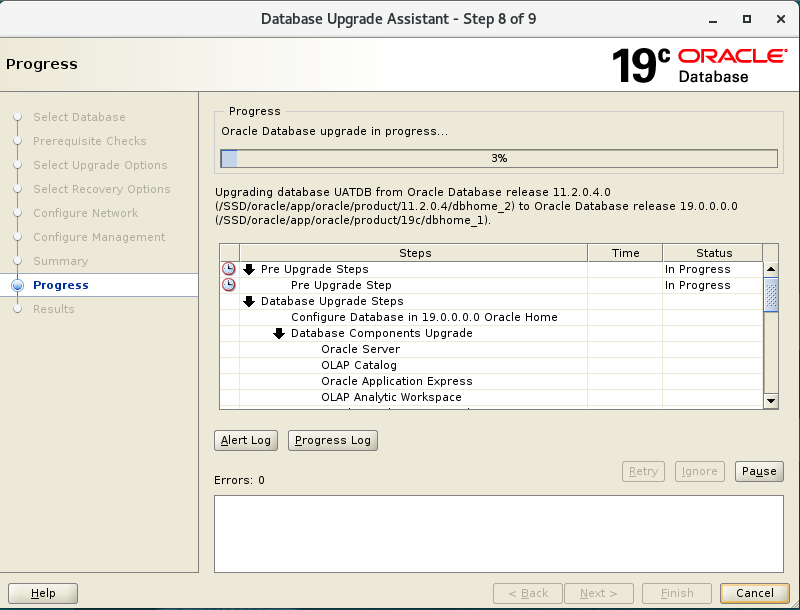 Database Upgrade Assistant - Step 8 of 9
Progress
19c ORACLE
Database
Select Database
Prerequisite Checks
Select Upgrade Options
Select Recovery Options
Configure Network
Configure Management
Summary
Progress
Results
Progress
Oracle Database upgrade in progress...
3%
Upgrading database UATDB from Oracle Database release 11.2.0.4.0
(/SSD/oracle/app/oracle/product/11.2.0.4/dbhome_2) to Oracle Database release 19.0.0.0.0
(/SSD/oracle/app/oracle/product/19c/dbhome_1).
Steps Time Status
Pre Upgrade Steps In Progress
Pre Upgrade Step In Progress
Database Upgrade Steps
Configure Database in 19.0.0.0.0 Oracle Home
Database Components Upgrade
Oracle Server
OLAP Catalog
Oracle Application Express
OLAP Analytic Workspace
Alert Log Progress Log
Retry Ignore Pause
Errors: 0
Help < Back Next > Finish Cancel